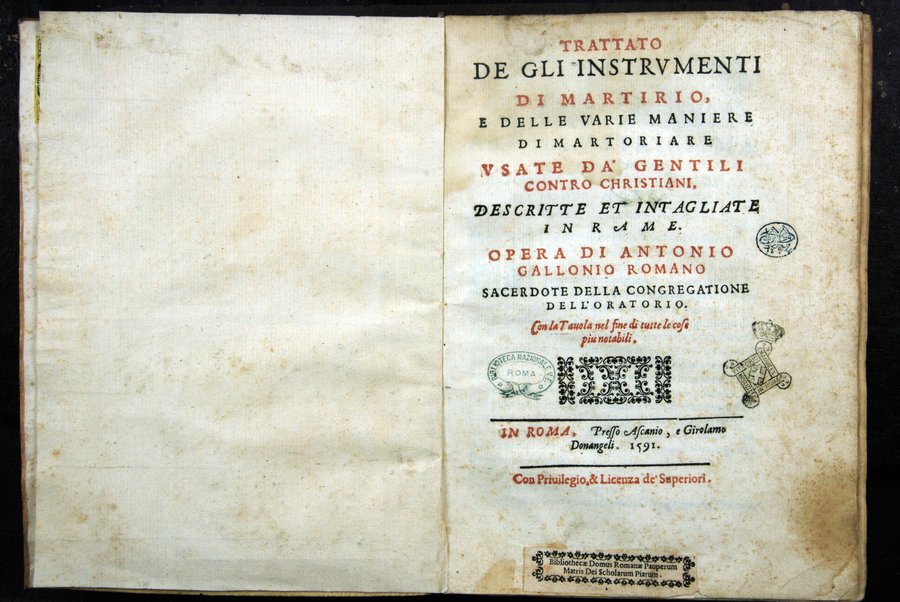 TRATTATO
DE GLI INSTRVMENTI
DI MARTIRIO,
E DELLE VARIE MANIERE
DI MARTORIARE
VSATE DA' GENTILI
CONTRO CHRISTIANI,
DESCRITTE ET INTAGLIATE
IN RAME.
OPERA DI ANTONIO
GALLONIO ROMANO
SACERDOTE DELLA CONGREGATIONE
DELL'ORATORIO.
Con la Tauola nel fine di tutte le cose
piu notabili.
BIBLIOTECA NAZIONALE V.E.
ROMA
IN ROMA, Presso Ascanio, e Girolamo
Donangeli. 1591.
Con Priuilegio, & Licenza de' Superiori.
Bibliothecæ Domus Romanæ Pauperum
Matris Dei Scholarum Piarum.